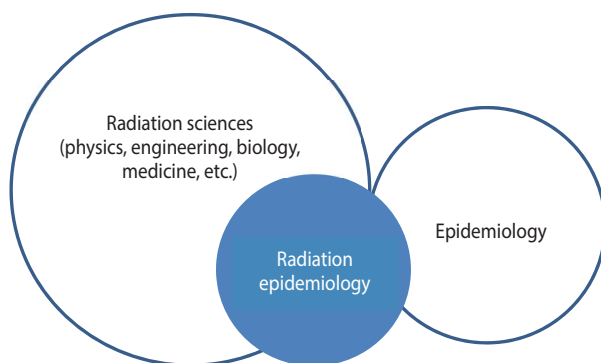 Radiation sciences
(physics, engineering, biology,
medicine, etc.)
Epidemiology
Radiation
epidemiology